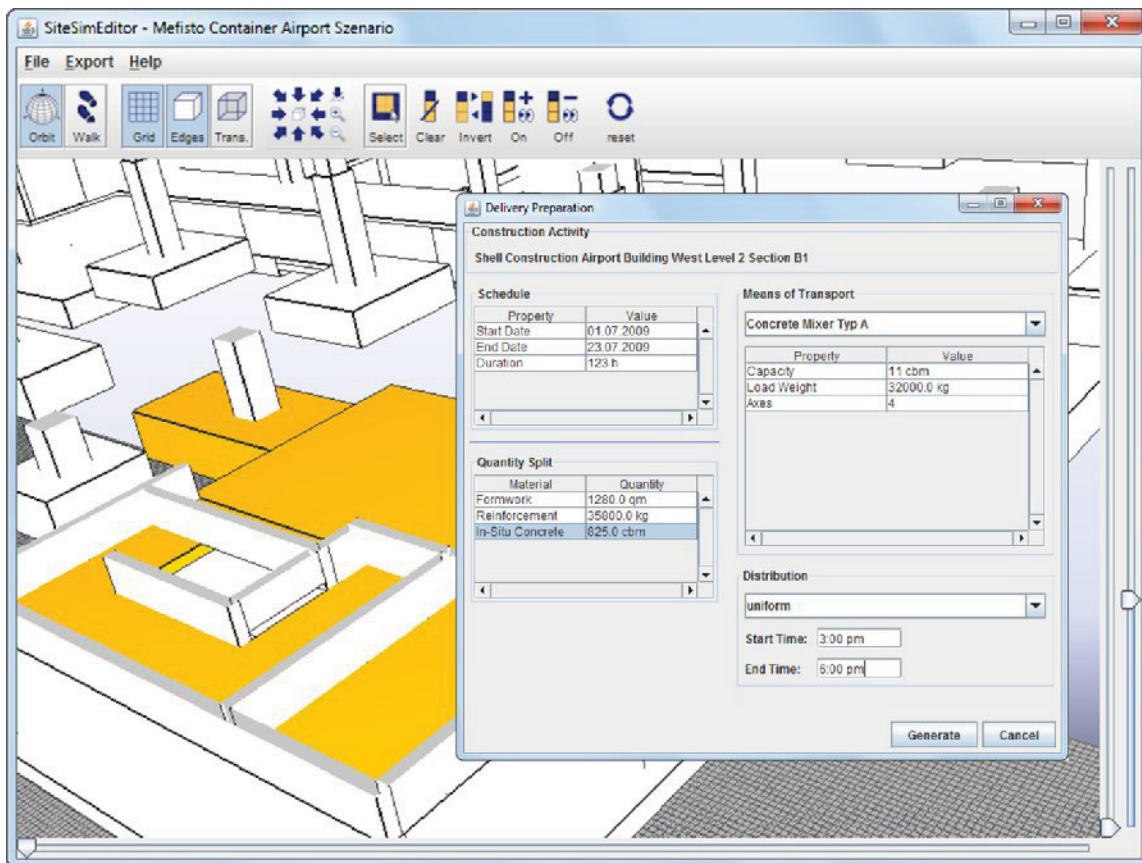 SiteSimEditor - Mefisto Container Airport Szenario
File Export Help
Orbit Walk Grid Edges Trans. Select Clear Invert On Off reset
Delivery Preparation
Construction Activity
Shell Construction Airport Building West Level 2 Section B1
Schedule
Property Value
Start Date 01.07.2009
End Date 23.07.2009
Duration 123 h
Quantity Split
Material Quantity
Formwork 1280.0 qm
Reinforcement 35800.0 kg
In-Situ Concrete 825.0 cbm
Means of Transport
Concrete Mixer Typ A
Property Value
Capacity 11 cbm
Load Weight 32000.0 kg
Axes 4
Distribution
uniform
Start Time: 3:00 pm
End Time: 6:00 pm
Generate Cancel